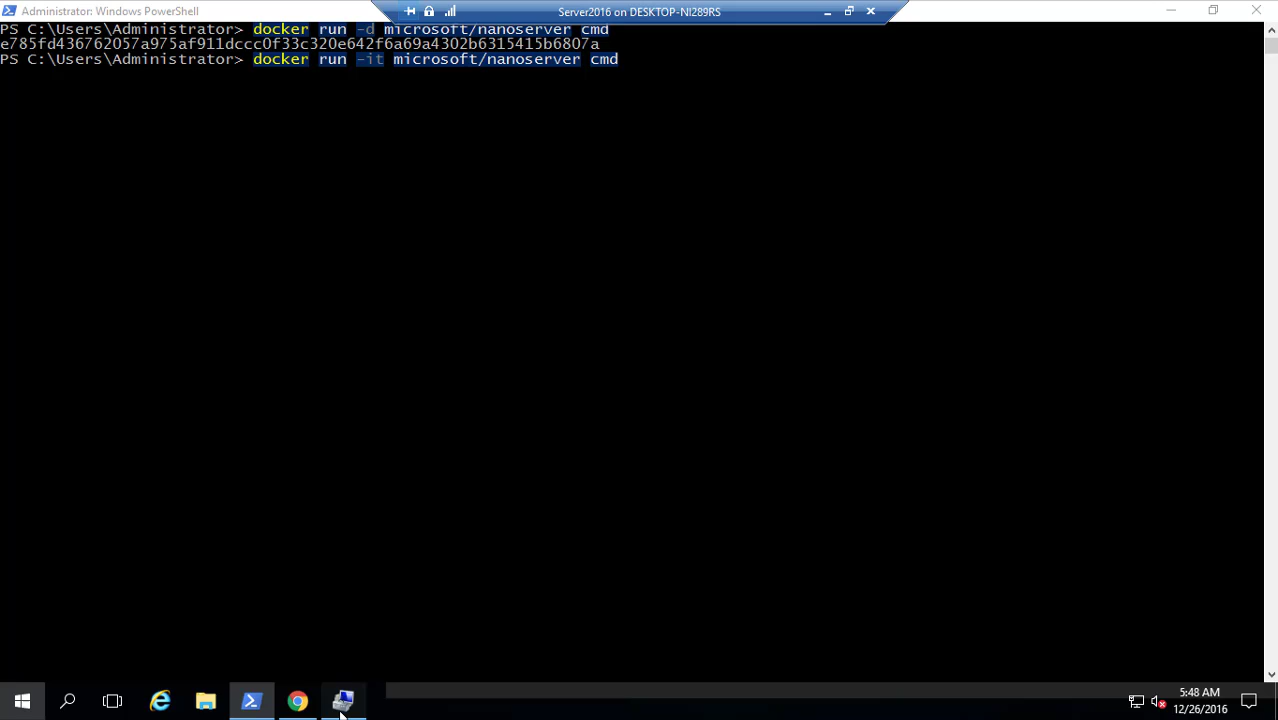 Administrator: Windows PowerShell
Server2016 on DESKTOP-NI289RS
PS C:\Users\Administrator> docker run -d microsoft/nanoserver cmd
e785fd436762057a975af911dccc0f33c320e642f6a69a4302b6315415b6807a
PS C:\Users\Administrator> docker run -it microsoft/nanoserver cmd
5:48 AM
12/26/2016